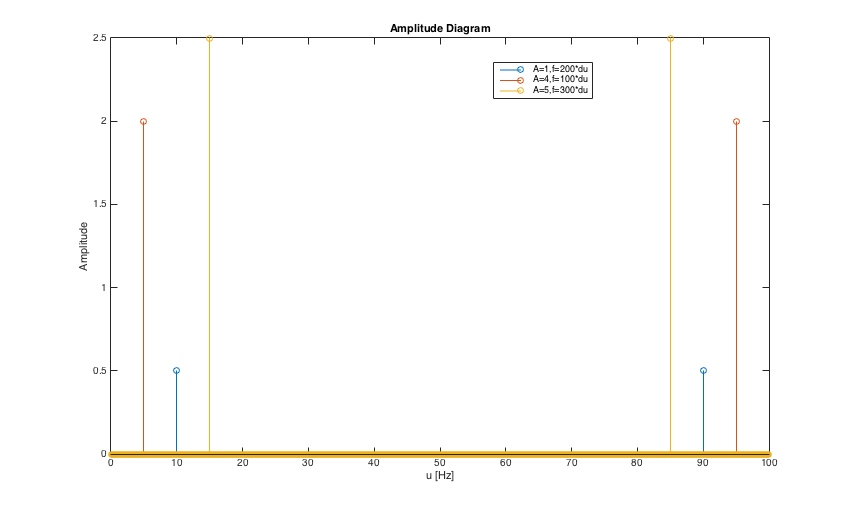 Amplitude Diagram
2.5
2
1.5
1
0.5
0
Amplitude
A=1,f=200*du
A=4,f=100*du
A=5,f=300*du
0 10 20 30 40 50 60 70 80 90 100
u [Hz]